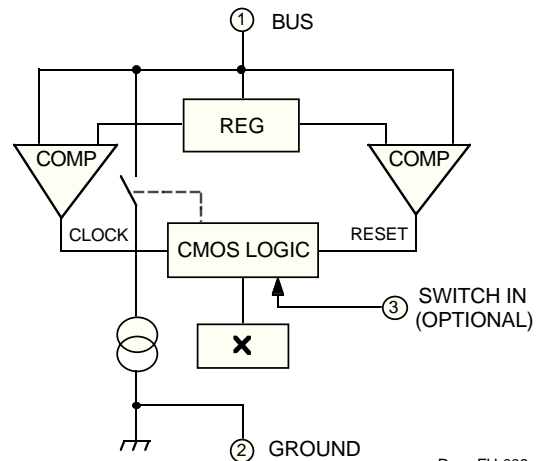 1 BUS
REG
COMP
COMP
CLOCK
CMOS LOGIC
RESET
3 SWITCH IN
(OPTIONAL)
X
2 GROUND